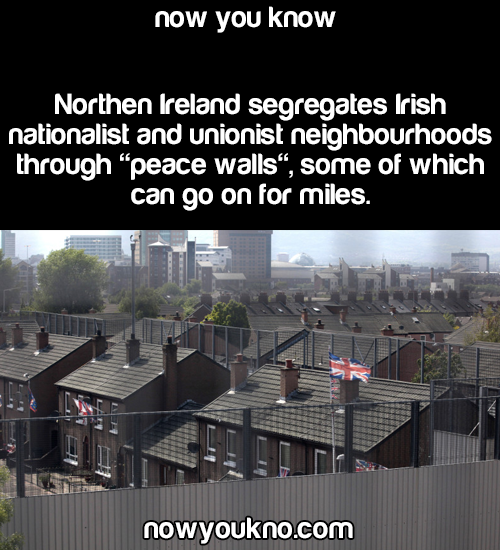 now you know
Northen Ireland segregates Irish
nationalist and unionist neighbourhoods
through “peace walls“, some of which
can go on for miles.
nowyoukno.com